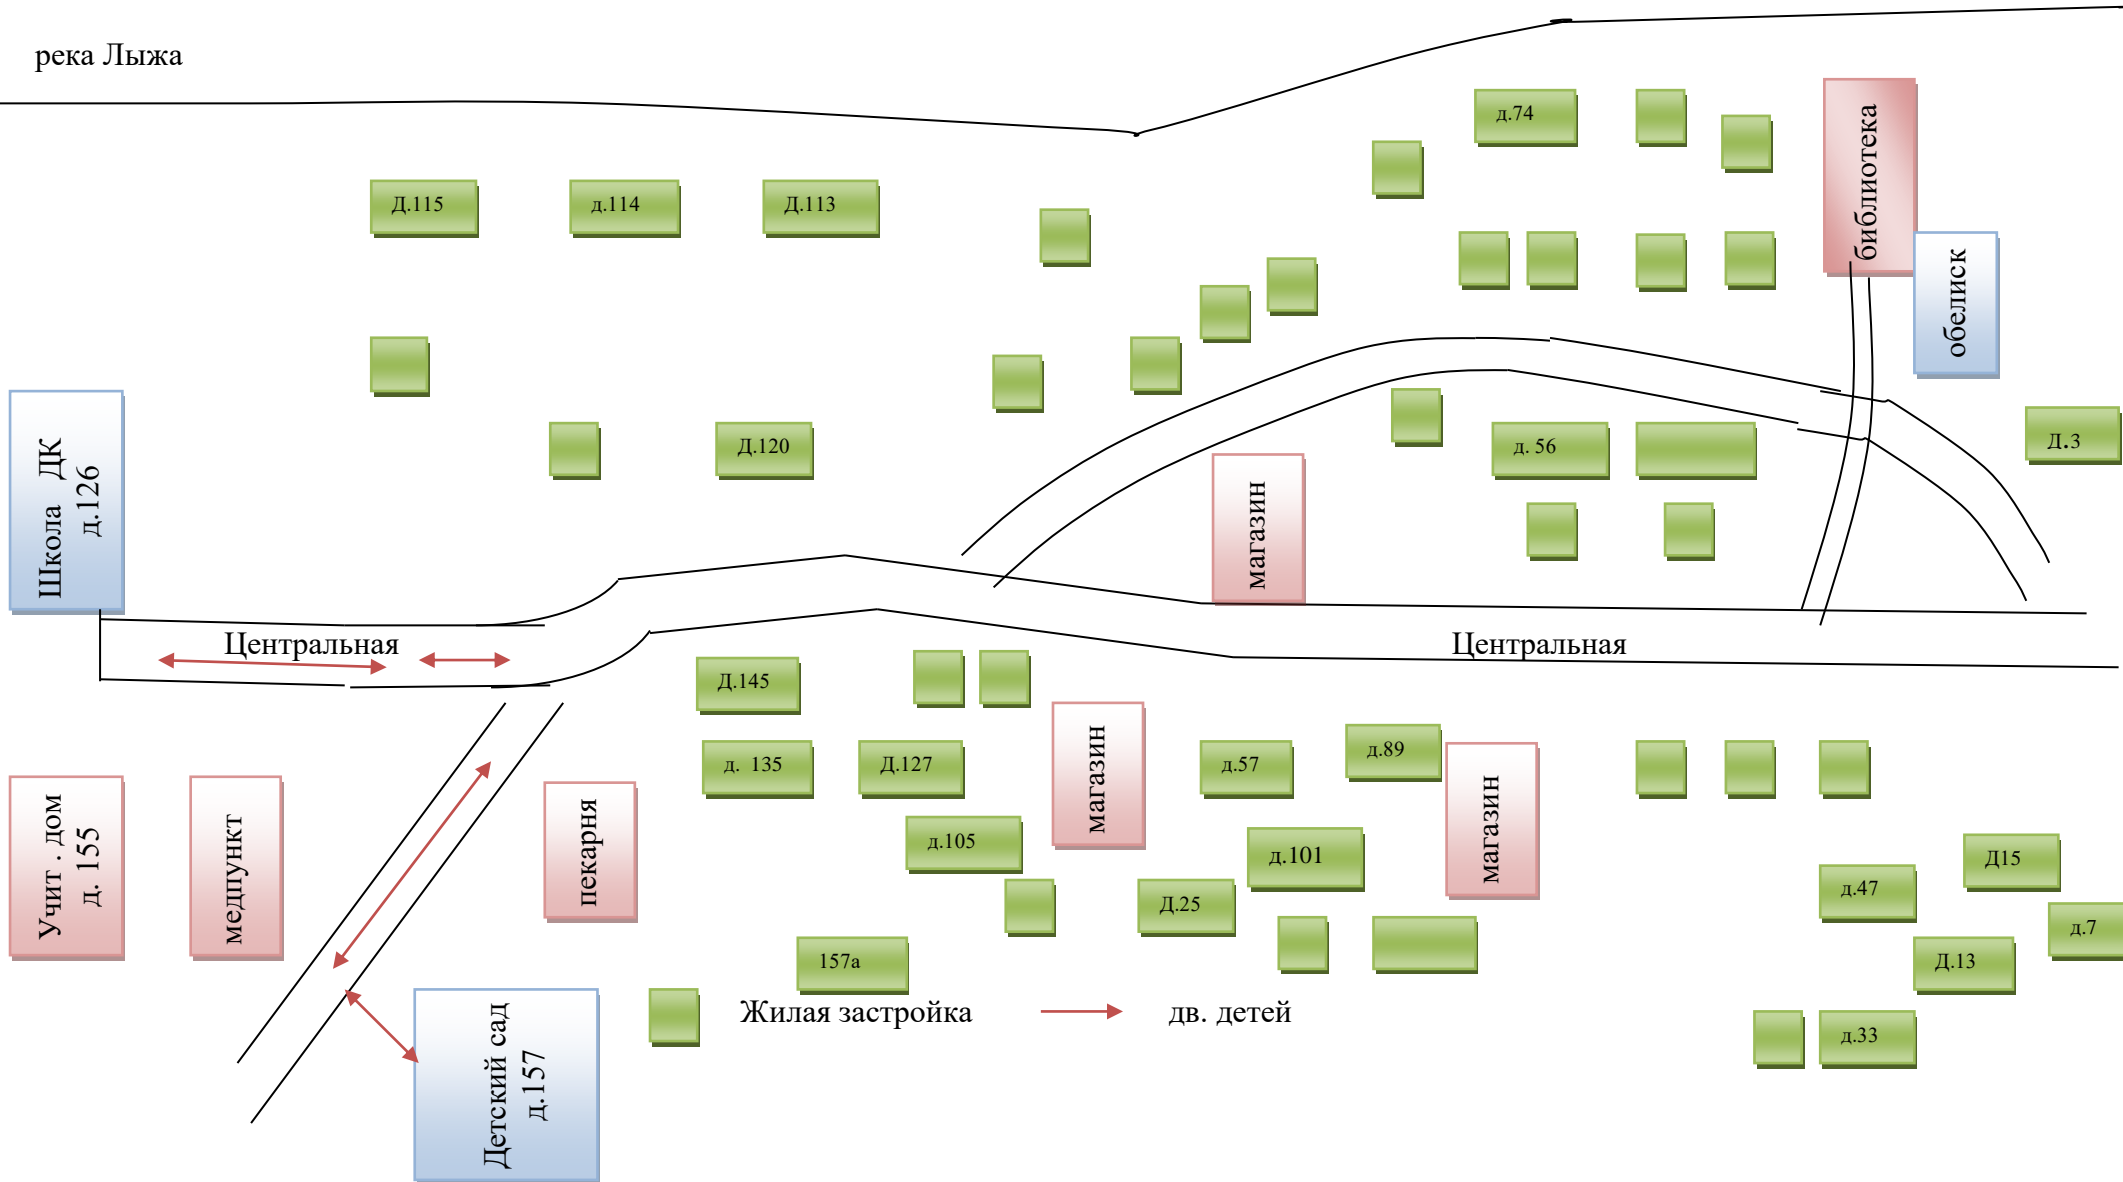 река Лыжа
д.74
библиотека
Д.115
д.114
Д.113
обелиск
Школа ДК
д.126
Д.120
д. 56
Д.3
магазин
Центральная
Центральная
Д.145
д. 135
Д.127
магазин
д.57
д.89
магазин
Учит . дом
д. 155
медпункт
пекарня
д.105
д.101
Д15
д.47
Д.25
д.7
157а
Д.13
Жилая застройка
дв. детей
д.33
Детский сад
д.157